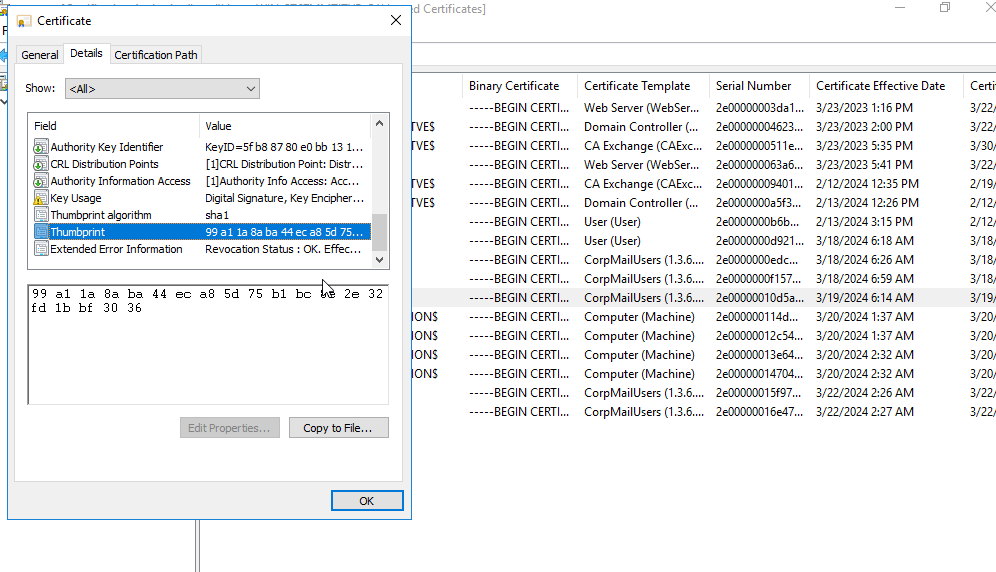 ed Certificates]
Certificate
General Details Certification Path
Show: <All>
Field Value
Authority Key Identifier KeyID=5fb8 87 80 e0 bb 13 1...
CRL Distribution Points [1]CRL Distribution Point: Distr...
Authority Information Access [1]Authority Info Access: Acc...
Key Usage Digital Signature, Key Encipher...
Thumbprint algorithm sha1
Thumbprint 99 a1 1a 8a ba 44 ec a8 5d 75...
Extended Error Information Revocation Status : OK. Effec...
99 a1 1a 8a ba 44 ec a8 5d 75 b1 bc 2e 32
fd 1b bf 30 36
Edit Properties... Copy to File...
OK
Binary Certificate Certificate Template Serial Number Certificate Effective Date Certif
-----BEGIN CERTI... Web Server (WebSer... 2e00000003da1... 3/23/2023 1:16 PM 3/22/
TVE$ -----BEGIN CERTI... Domain Controller (... 2e00000004623... 3/23/2023 2:00 PM 3/22/
TVE$ -----BEGIN CERTI... CA Exchange (CAExc... 2e0000000511e... 3/23/2023 5:35 PM 3/30/
-----BEGIN CERTI... Web Server (WebSer... 2e000000063a6... 3/23/2023 5:41 PM 3/22/
TVE$ -----BEGIN CERTI... CA Exchange (CAExc... 2e00000009401... 2/12/2024 12:35 PM 2/19/
TVE$ -----BEGIN CERTI... Domain Controller (... 2e0000000a5f3... 2/13/2024 12:26 PM 2/12/
-----BEGIN CERTI... User (User) 2e0000000b6b... 2/13/2024 3:15 PM 2/12/
-----BEGIN CERTI... User (User) 2e0000000d921... 3/18/2024 6:18 AM 3/18/
-----BEGIN CERTI... CorpMailUsers (1.3.6.... 2e0000000edc... 3/18/2024 6:26 AM 3/18/
-----BEGIN CERTI... CorpMailUsers (1.3.6.... 2e0000000f157... 3/18/2024 6:59 AM 3/18/
-----BEGIN CERTI... CorpMailUsers (1.3.6.... 2e00000010d5a... 3/19/2024 6:14 AM 3/19/
ION$ -----BEGIN CERTI... Computer (Machine) 2e00000114d... 3/20/2024 1:37 AM 3/20/
ION$ -----BEGIN CERTI... Computer (Machine) 2e00000012c54... 3/20/2024 1:37 AM 3/20/
ION$ -----BEGIN CERTI... Computer (Machine) 2e00000013e64... 3/20/2024 2:32 AM 3/20/
ION$ -----BEGIN CERTI... Computer (Machine) 2e00000014704... 3/20/2024 2:32 AM 3/20/
-----BEGIN CERTI... CorpMailUsers (1.3.6.... 2e00000015f97... 3/22/2024 2:26 AM 3/22/
-----BEGIN CERTI... CorpMailUsers (1.3.6.... 2e00000016e47... 3/22/2024 2:27 AM 3/22/